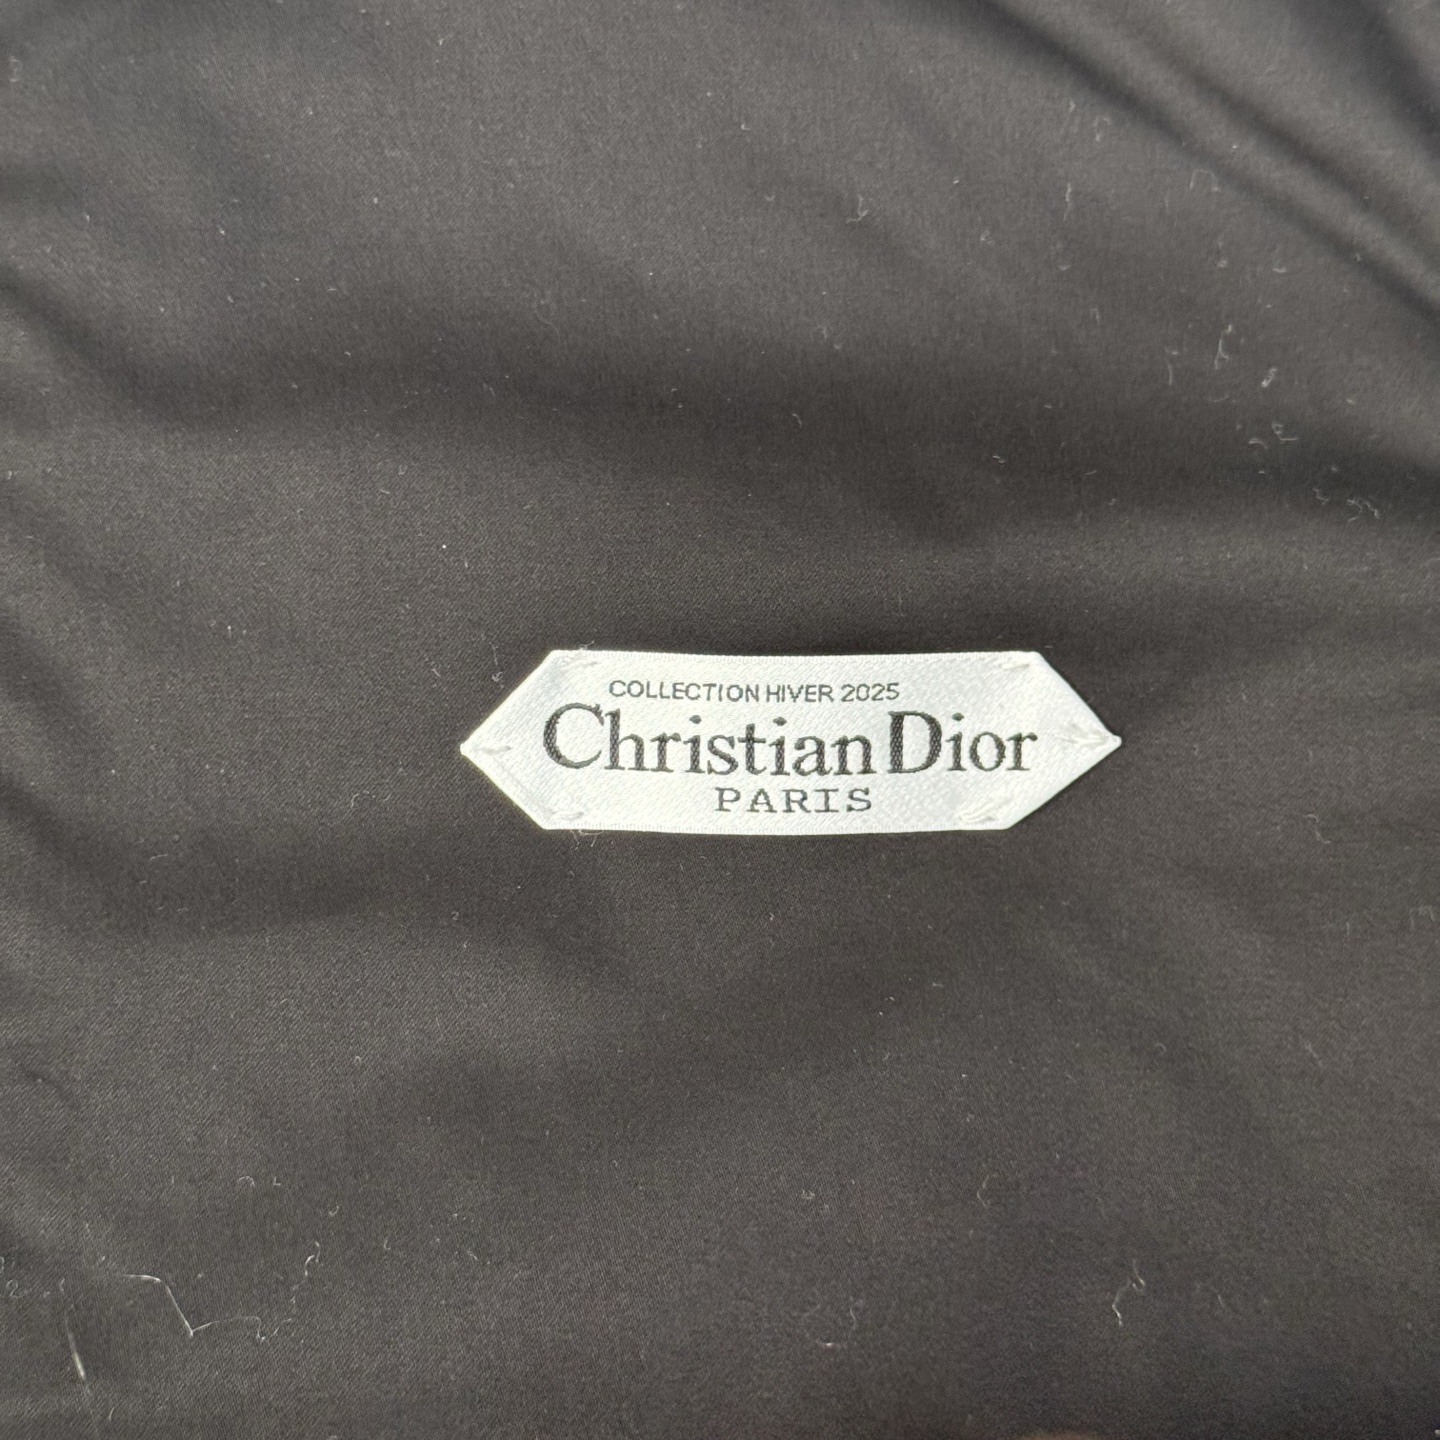 COLLECTION HIVER 2025
Christian Dior
PARIS